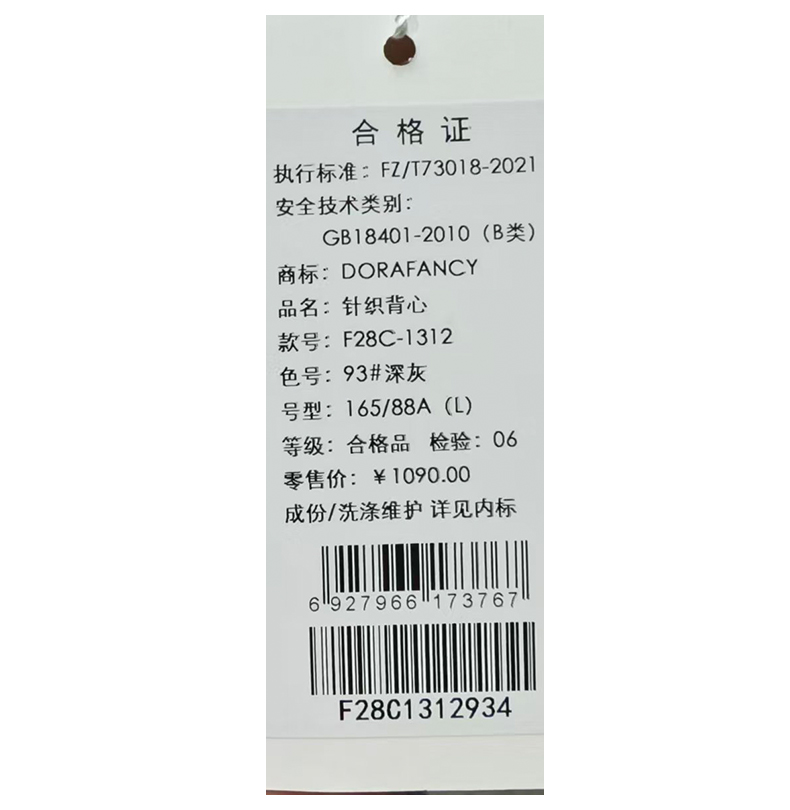 合格证
执行标准：FZ/T73018-2021
安全技术类别：
GB18401-2010（B类）
商标：DORAFANCY
品名：针织背心
款号：F28C-1312
色号：93#深灰
号型：165/88A（L）
等级：合格品 检验：06
零售价：￥1090.00
成份/洗涤维护 详见内标
6 927966 173767
F28C1312934